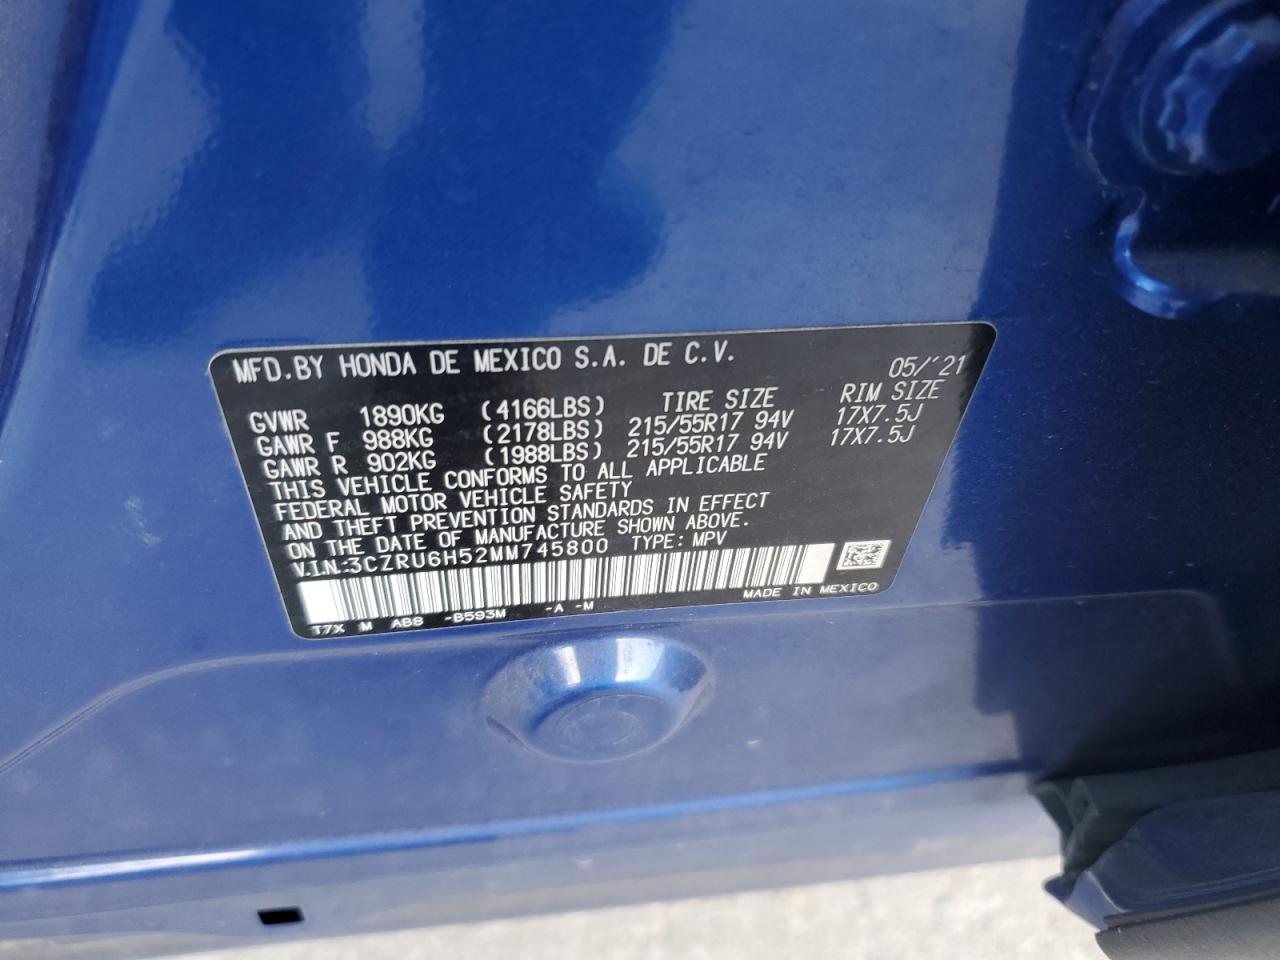 MFD.BY HONDA DE MEXICO S.A. DE C.V. 05/'21
GVWR 1890KG (4166LBS) TIRE SIZE RIM SIZE
GAWR F 988KG (2178LBS) 215/55R17 94V 17X7.5J
GAWR R 902KG (1988LBS) 215/55R17 94V 17X7.5J
THIS VEHICLE CONFORMS TO ALL APPLICABLE
FEDERAL MOTOR VEHICLE SAFETY
AND THEFT PREVENTION STANDARDS IN EFFECT
ON THE DATE OF MANUFACTURE SHOWN ABOVE.
V.I.N:3CZRU6H52MM745800 TYPE: MPV
T7X M AB8 -B593M -A -M MADE IN MEXICO